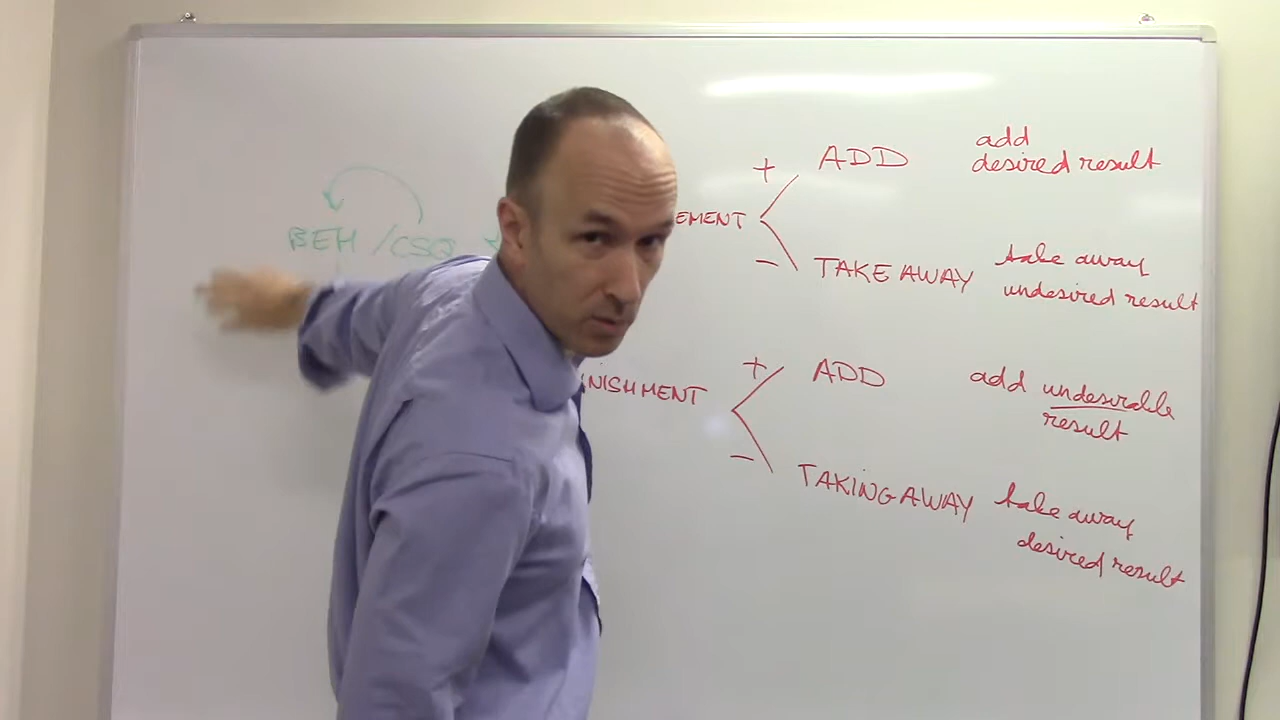 BEH / CSQ
EMENT
+ ADD
add
desired result
- TAKE AWAY
take away
undesired result
NISHMENT
+ ADD
add undesirable
result
- TAKING AWAY
take away
desired result